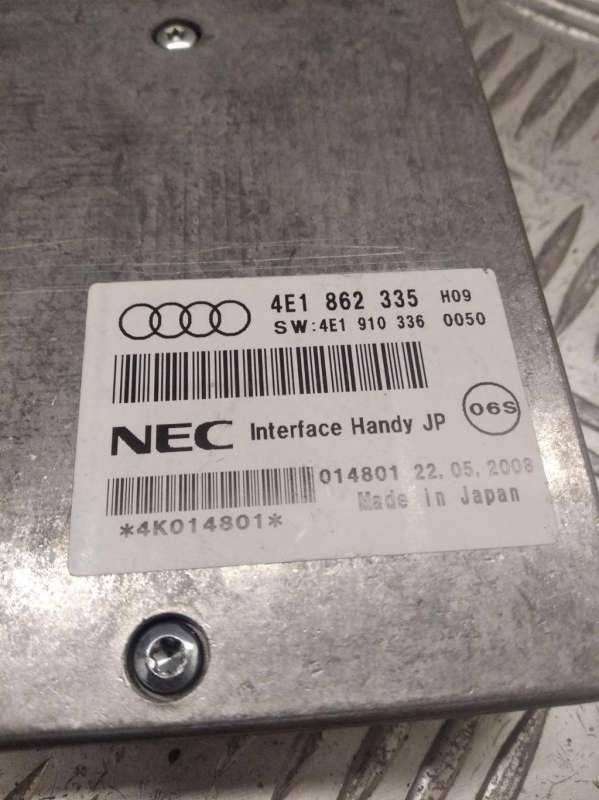 4E1 862 335 H09
SW:4E1 910 336 0050
NEC Interface Handy JP 06S
014801 22.05.2008
Made in Japan
*4K014801*